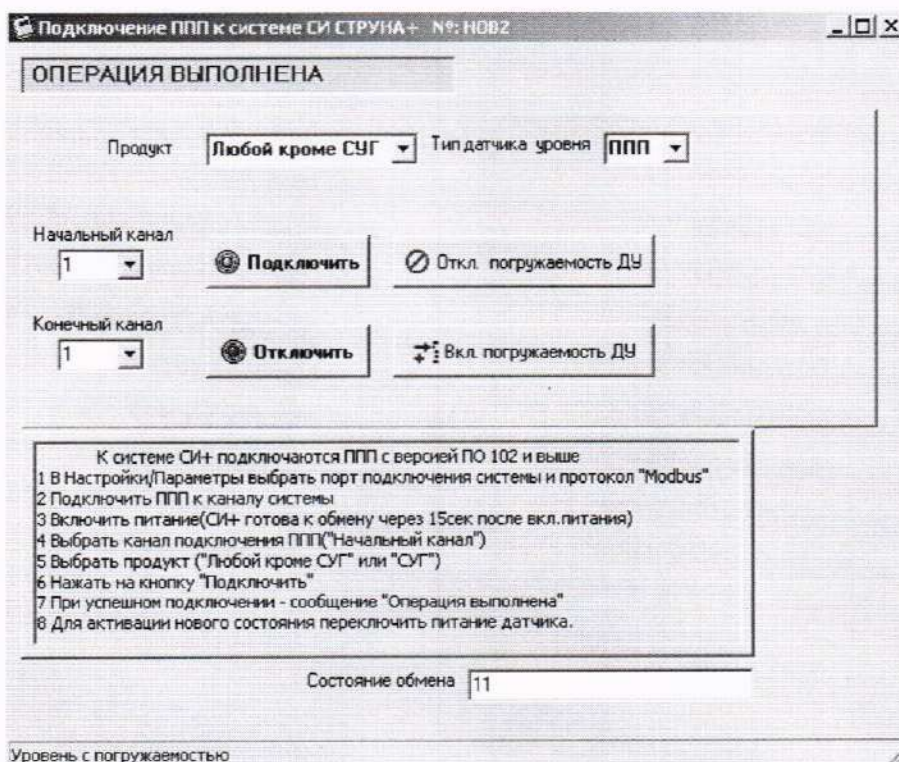 Подключение ППП к системе СИ СТРУНА+ №: НОВ2
ОПЕРАЦИЯ ВЫПОЛНЕНА
Продукт Любой кроме СУГ Тип датчика уровня ППП
Начальный канал
1 Подключить Откл. погружаемость ДУ
Конечный канал
1 Отключить Вкл. погружаемость ДУ
К системе СИ+ подключаются ППП с версией ПО 102 и выше
1 В Настройки/Параметры выбрать порт подключения системы и протокол "Modbus"
2 Подключить ППП к каналу системы
3 Включить питание(СИ+ готова к обмену через 15сек после вкл.питания)
4 Выбрать канал подключения ППП("Начальный канал")
5 Выбрать продукт ("Любой кроме СУГ" или "СУГ")
6 Нажать на кнопку "Подключить"
7 При успешном подключении - сообщение "Операция выполнена"
8 Для активации нового состояния переключить питание датчика.
Состояние обмена 11
Уровень с погружаемостью